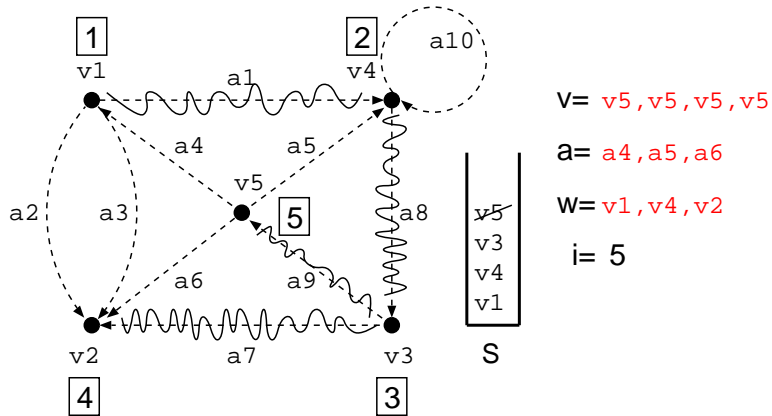 1
2
v1
v4
a10
a1
v= v5,v5,v5,v5
a4
a5
a= a4,a5,a6
v5
a2
a3
5
a8
v5
w= v1,v4,v2
v3
i= 5
a6
a9
v4
v1
v2
a7
v3
S
4
3